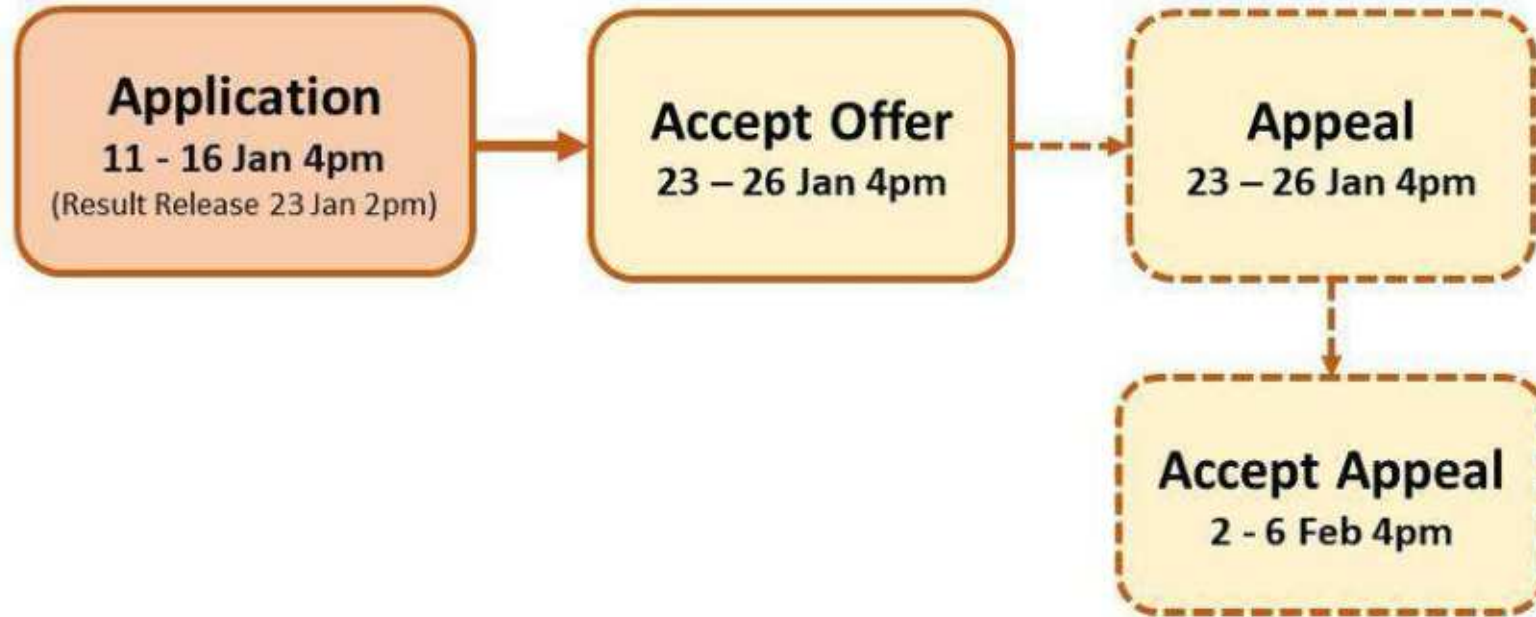 Application
11 - 16 Jan 4pm
(Result Release 23 Jan 2pm)
Accept Offer
23 – 26 Jan 4pm
Appeal
23 – 26 Jan 4pm
Accept Appeal
2 - 6 Feb 4pm